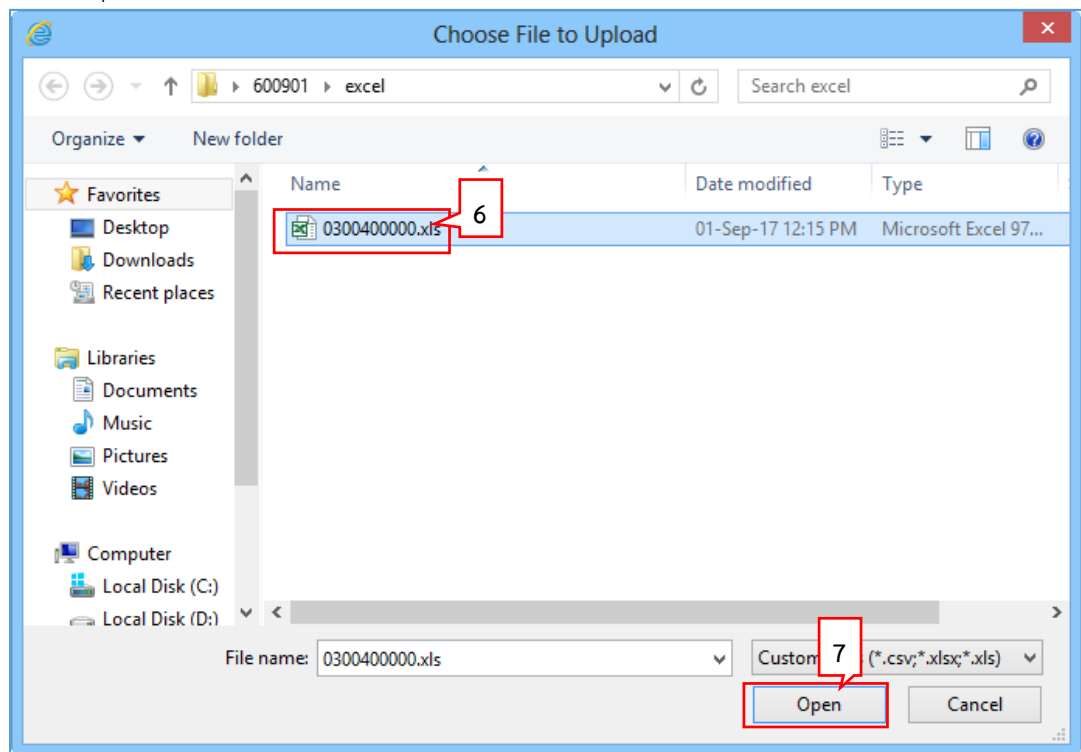 Choose File to Upload
600901 excel Search excel
Organize New folder
Name Date modified Type
Favorites
6
0300400000.xls 01-Sep-17 12:15 PM Microsoft Excel 97...
Desktop
Downloads
Recent places
Libraries
Documents
Music
Pictures
Videos
Computer
Local Disk (C:)
Local Disk (D:)
File name: 0300400000.xls Custom (*.csv;*.xlsx;*.xls)
7
Open Cancel